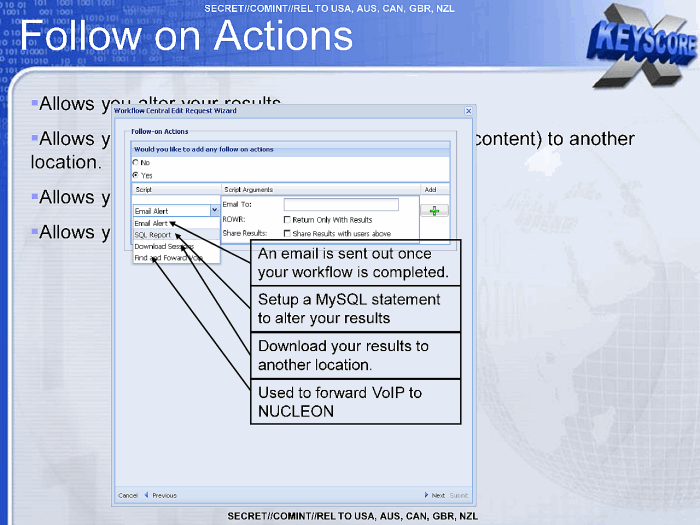 SECRET//COMINT//REL TO USA, AUS, CAN, GBR, NZL
Follow on Actions
X KEYSCORE
▪Allows you alter your results
▪Allows y content) to another
location.
▪Allows y
▪Allows y
Workflow Central Edit Request Wizard
Follow-on Actions
Would you like to add any follow on actions
No
Yes
Script Script Arguments Add
Email Alert
Email To:
Email Alert
ROWR: Return Only With Results
SQL Report
Share Results: Share Results with users above
Download Sessions
Find and Foward VoIP
An email is sent out once
your workflow is completed.
Setup a MySQL statement
to alter your results
Download your results to
another location.
Used to forward VoIP to
NUCLEON
Cancel Previous Next Submit
SECRET//COMINT//REL TO USA, AUS, CAN, GBR, NZL